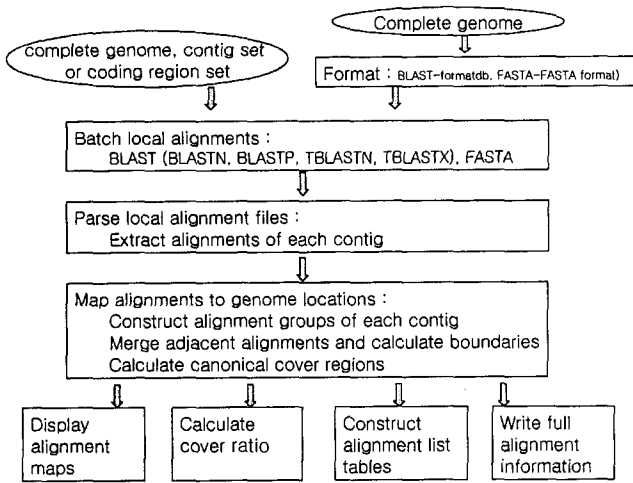 Complete genome
complete genome, contig set
or coding region set
Format : BLAST-formatdb, FASTA-FASTA format)
Batch local alignments :
BLAST (BLASTN, BLASTP, TBLASTN, TBLASTX), FASTA
Parse local alignment files :
Extract alignments of each contig
Map alignments to genome locations :
Construct alignment groups of each contig
Merge adjacent alignments and calculate boundaries
Calculate canonical cover regions
Display
alignment
maps
Calculate
cover ratio
Construct
alignment list
tables
Write full
alignment
information